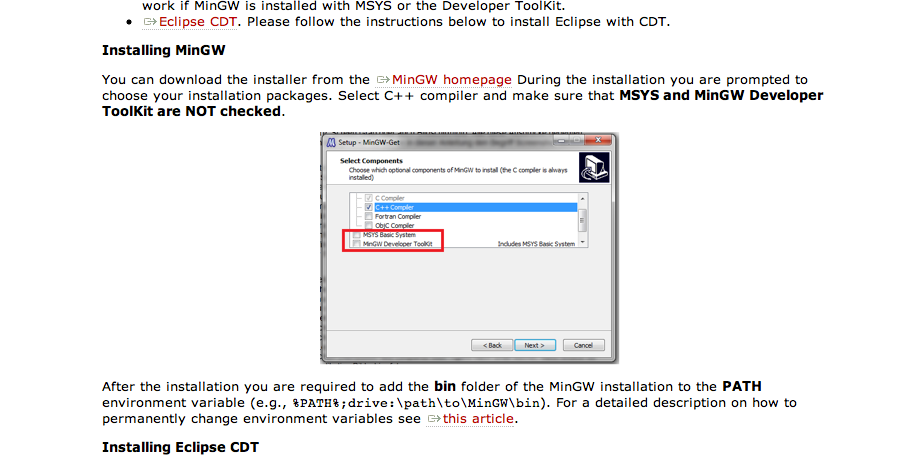 work if MinGW is installed with MSYS or the Developer ToolKit.
• Eclipse CDT. Please follow the instructions below to install Eclipse with CDT.
Installing MinGW
You can download the installer from the MinGW homepage During the installation you are prompted to
choose your installation packages. Select C++ compiler and make sure that MSYS and MinGW Developer
ToolKit are NOT checked.
Setup - MinGW-Get
Select Components
Choose which optional components of MinGW to install (the C compiler is always
installed)
C Compiler
C++ Compiler
Fortran Compiler
ObjC Compiler
MSYS Basic System
MinGW Developer ToolKit Includes MSYS Basic System
< Back Next > Cancel
After the installation you are required to add the bin folder of the MinGW installation to the PATH
environment variable (e.g., %PATH%;drive:\path\to\MinGW\bin). For a detailed description on how to
permanently change environment variables see this article.
Installing Eclipse CDT